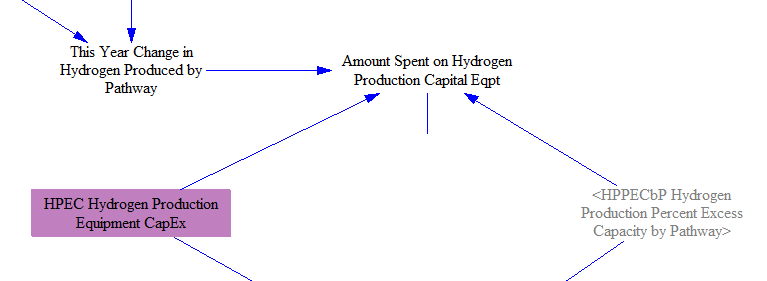 This Year Change in
Hydrogen Produced by
Pathway
Amount Spent on Hydrogen
Production Capital Eqpt
HPEC Hydrogen Production
Equipment CapEx
<HPPECbP Hydrogen
Production Percent Excess
Capacity by Pathway>